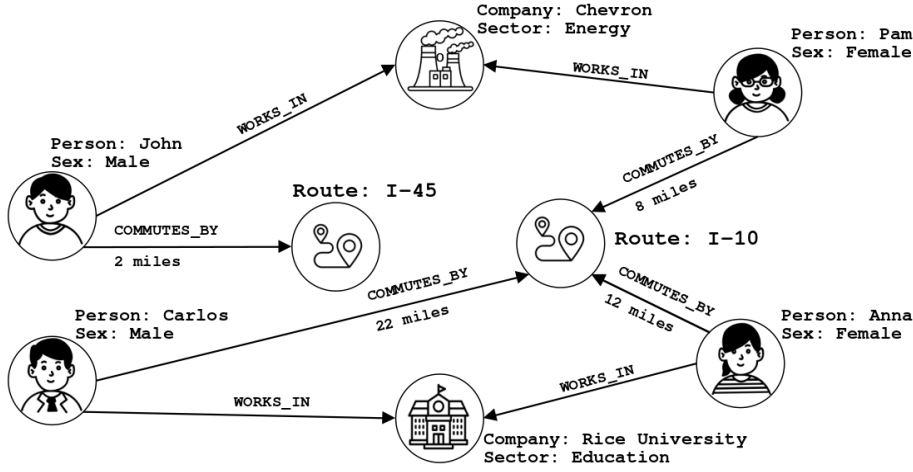 Company: Chevron
Sector: Energy
Person: Pam
Sex: Female
WORKS_IN
WORKS_IN
Person: John
Sex: Male
COMMUTES_BY
8 miles
Route: I-45
COMMUTES_BY
2 miles
Route: I-10
COMMUTES_BY
22 miles
COMMUTES_BY
12 miles
Person: Carlos
Sex: Male
Person: Anna
Sex: Female
WORKS_IN
WORKS_IN
Company: Rice University
Sector: Education